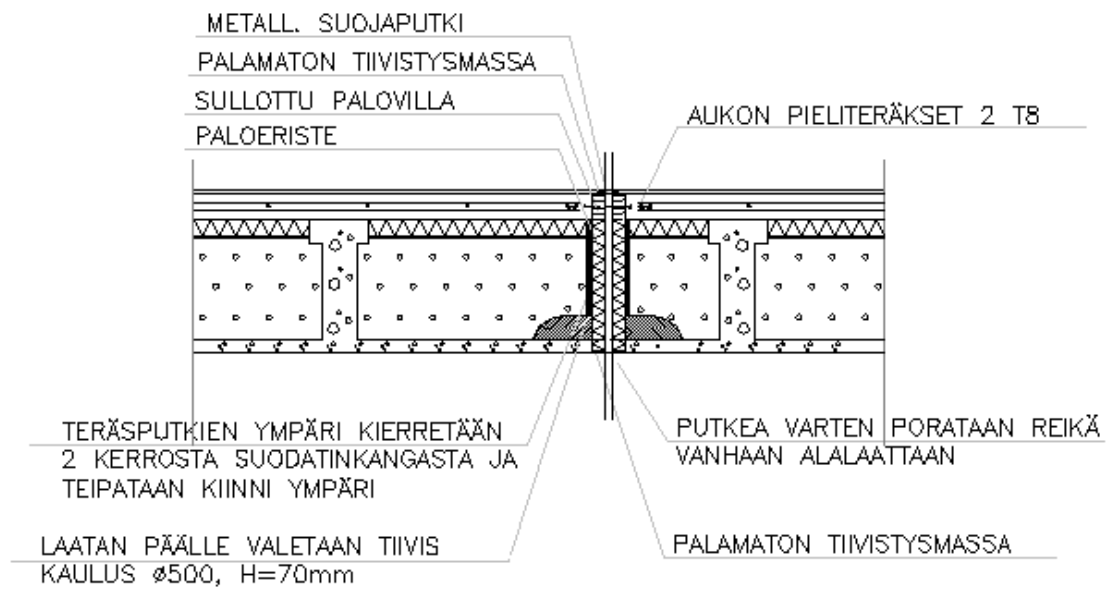 METALL. SUOJAPUTKI
PALAMATON TIIVISTYSMASSA
SULLOTTU PALOVILLA
PALOERISTE
AUKON PIELITERÄKSET 2 T8
TERÄSPUTKIEN YMPÄRI KIERRETÄÄN
2 KERROSTA SUODATINKANGASTA JA
TEIPATAAN KIINNI YMPÄRI
PUTKEA VARTEN PORATAAN REIKÄ
VANHAAN ALALAATTAAN
LAATAN PÄÄLLE VALETAAN TIIVIS
KAULUS Ø500, H=70mm
PALAMATON TIIVISTYSMASSA